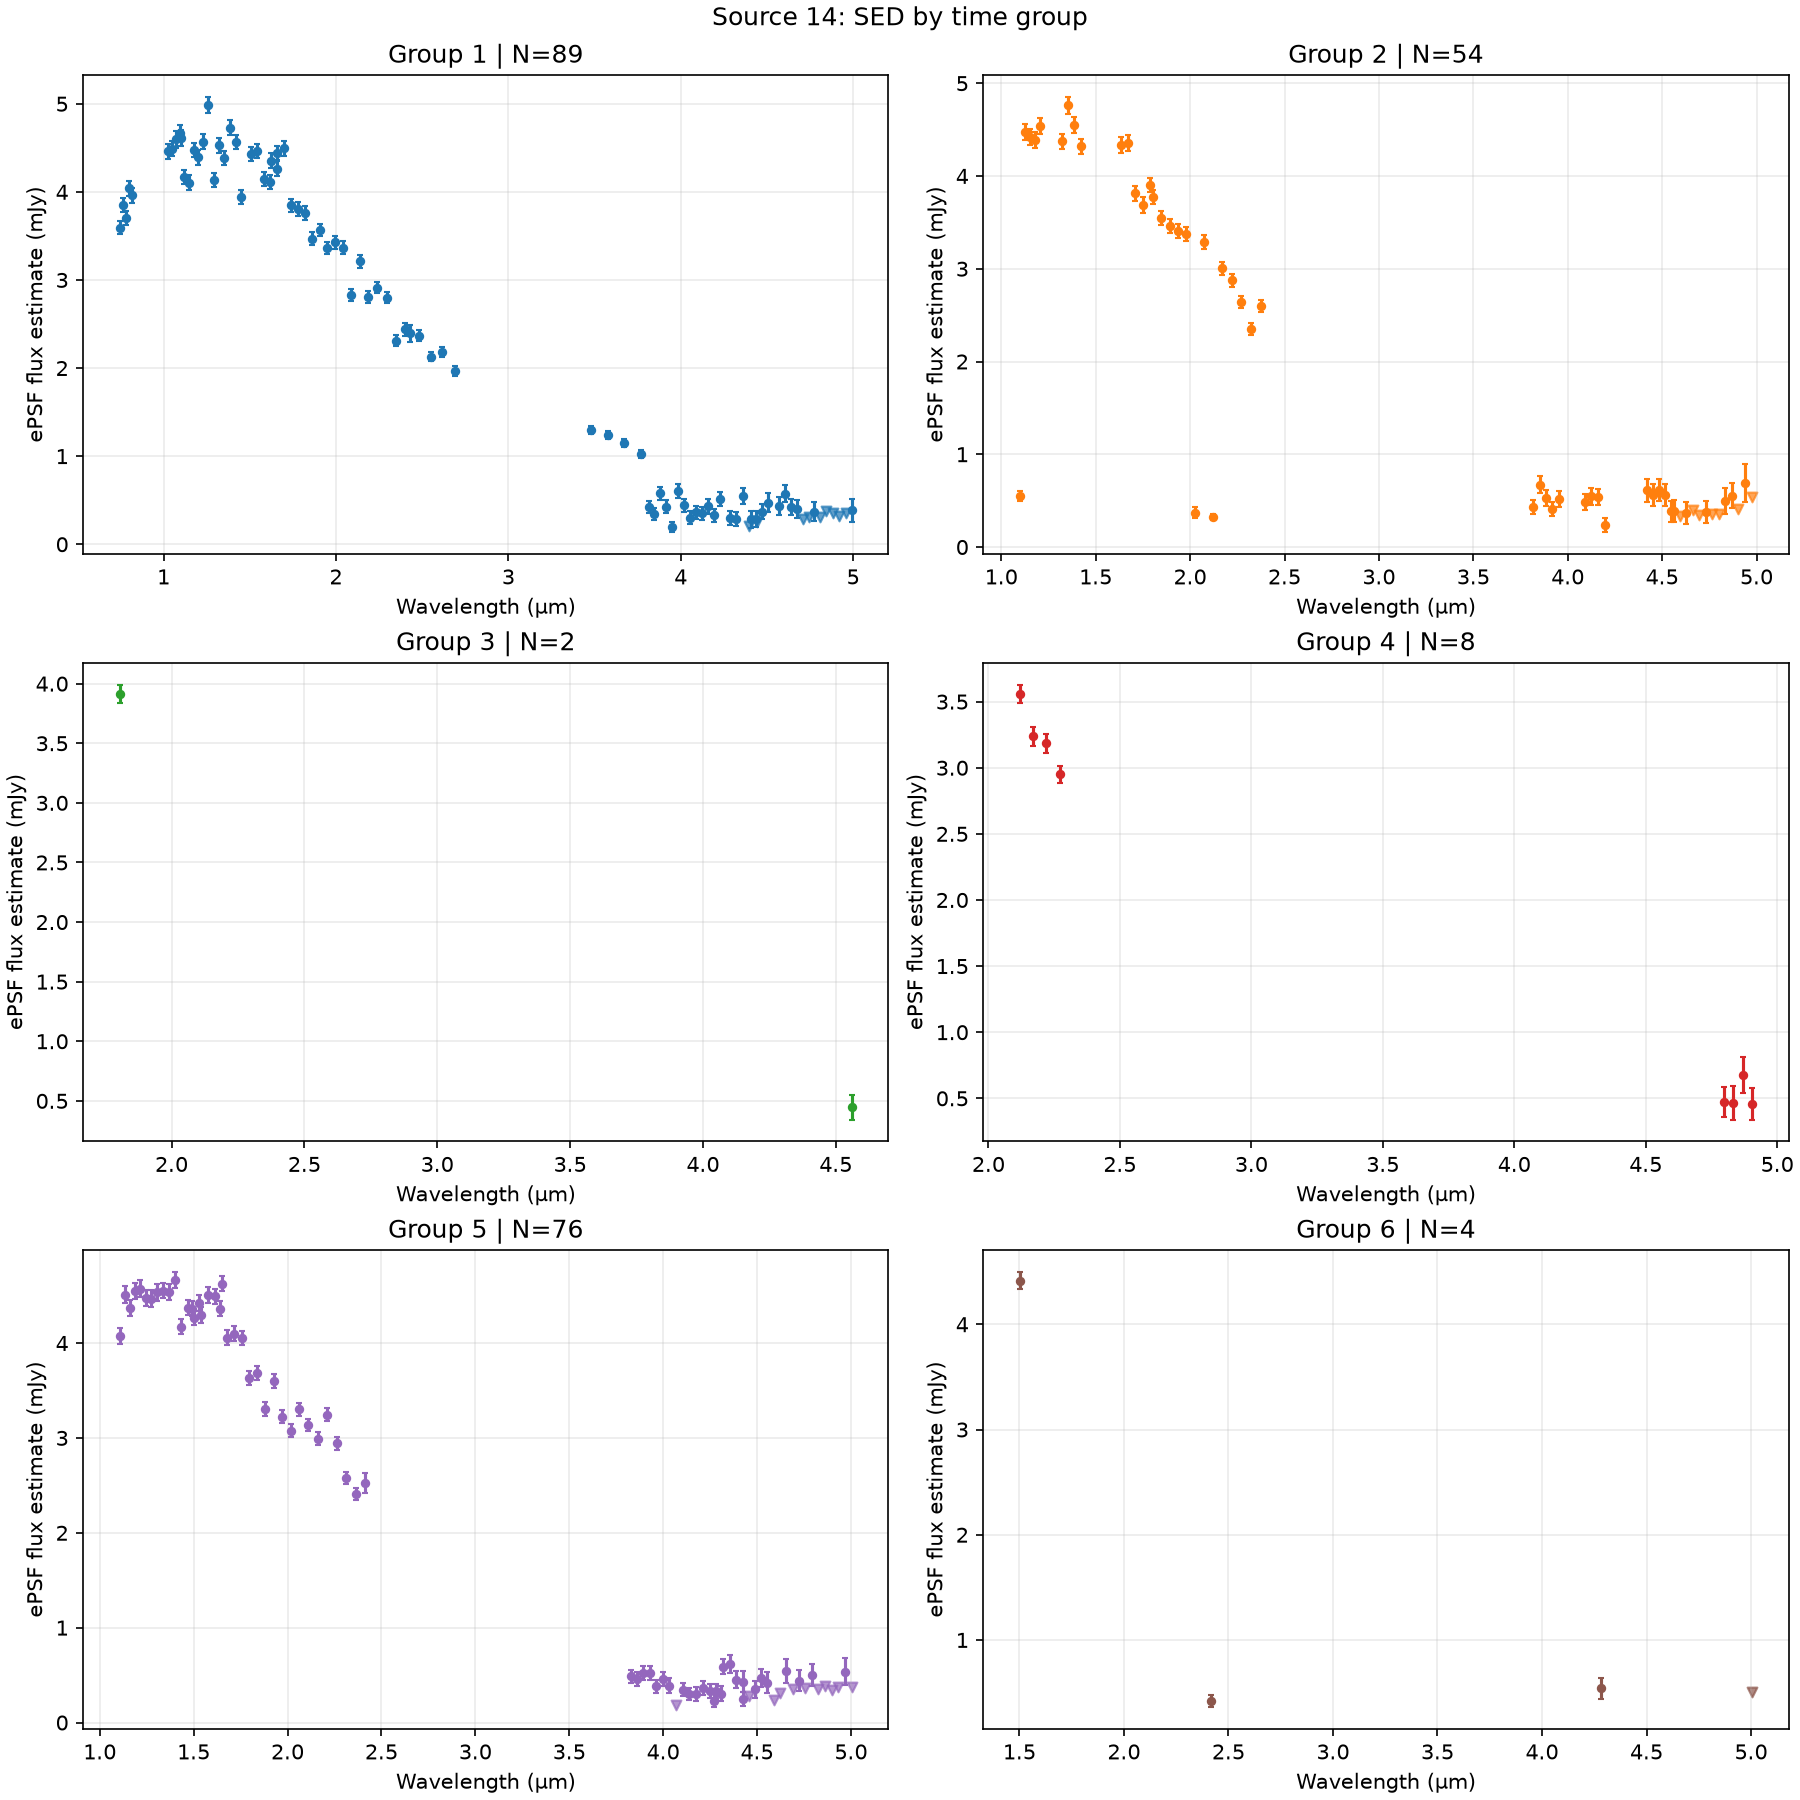 Source 14: SED by time group
Group 1 | N=89
ePSF flux estimate (mJy)
5
4
3
2
1
0
1 2 3 4 5
Wavelength (µm)
Group 2 | N=54
ePSF flux estimate (mJy)
5
4
3
2
1
0
1.0 1.5 2.0 2.5 3.0 3.5 4.0 4.5 5.0
Wavelength (µm)
Group 3 | N=2
ePSF flux estimate (mJy)
4.0
3.5
3.0
2.5
2.0
1.5
1.0
0.5
2.0 2.5 3.0 3.5 4.0 4.5
Wavelength (µm)
Group 4 | N=8
ePSF flux estimate (mJy)
3.5
3.0
2.5
2.0
1.5
1.0
0.5
2.0 2.5 3.0 3.5 4.0 4.5 5.0
Wavelength (µm)
Group 5 | N=76
ePSF flux estimate (mJy)
4
3
2
1
0
1.0 1.5 2.0 2.5 3.0 3.5 4.0 4.5 5.0
Wavelength (µm)
Group 6 | N=4
ePSF flux estimate (mJy)
4
3
2
1
1.5 2.0 2.5 3.0 3.5 4.0 4.5 5.0
Wavelength (µm)